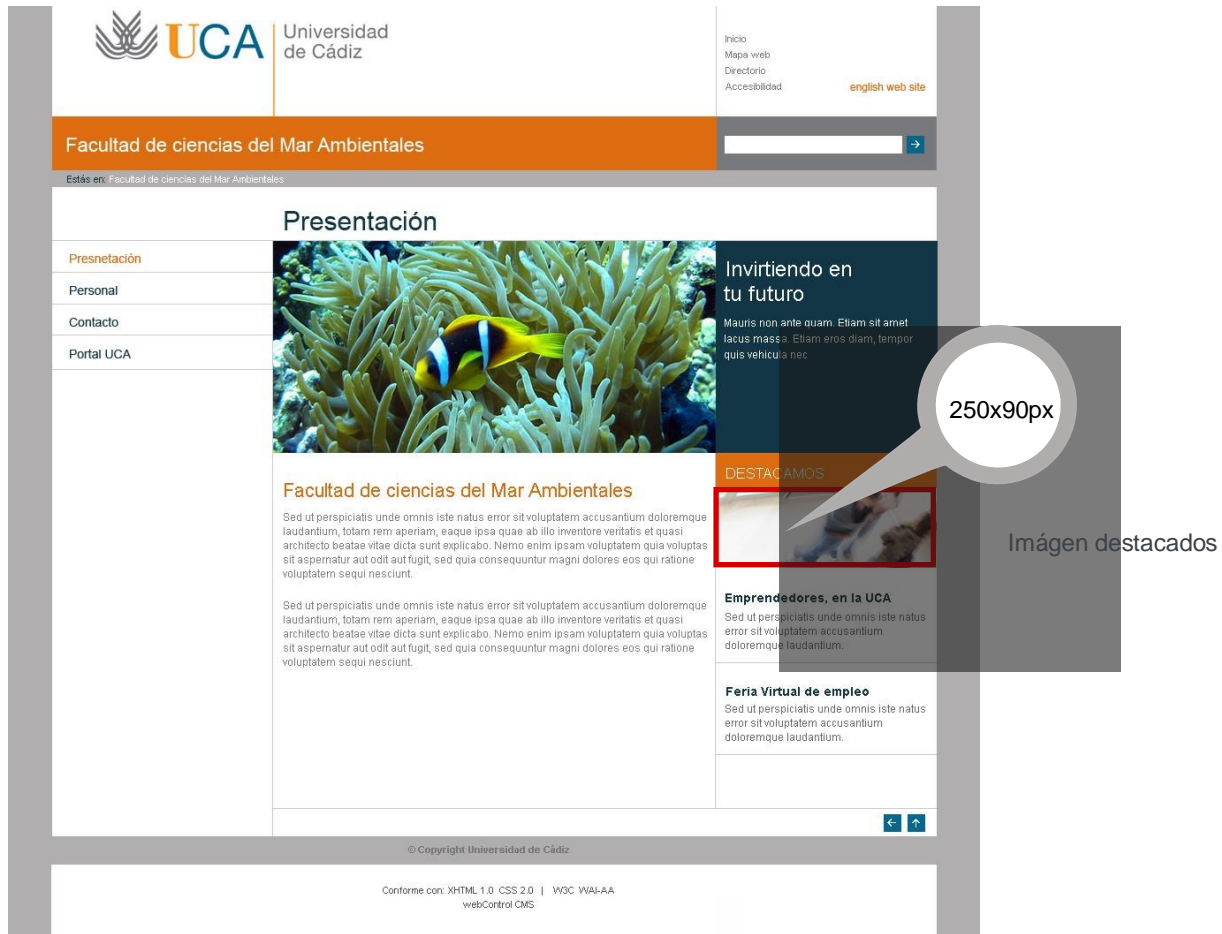 UCA
Universidad
de Cádiz
Inicio
Mapa web
Directorio
Accesibilidad
english web site
Facultad de ciencias del Mar Ambientales
Estás en: Facultad de ciencias del Mar Ambientales
Presentación
Presnetación
Personal
Contacto
Portal UCA
Invirtiendo en
tu futuro
Mauris non ante quam. Etiam sit amet
lacus massa. Etiam eros diam, tempor
quis vehicula nec
250x90px
DESTACAMOS
Imágen destacados
Facultad de ciencias del Mar Ambientales
Sed ut perspiciatis unde omnis iste natus error sit voluptatem accusantium doloremque
laudantium, totam rem aperiam, eaque ipsa quae ab illo inventore veritatis et quasi
architecto beatae vitae dicta sunt explicabo. Nemo enim ipsam voluptatem quia voluptas
sit aspernatur aut odit aut fugit, sed quia consequuntur magni dolores eos qui ratione
voluptatem sequi nesciunt.
Sed ut perspiciatis unde omnis iste natus error sit voluptatem accusantium doloremque
laudantium, totam rem aperiam, eaque ipsa quae ab illo inventore veritatis et quasi
architecto beatae vitae dicta sunt explicabo. Nemo enim ipsam voluptatem quia voluptas
sit aspernatur aut odit aut fugit, sed quia consequuntur magni dolores eos qui ratione
voluptatem sequi nesciunt.
Emprendedores, en la UCA
Sed ut perspiciatis unde omnis iste natus
error sit voluptatem accusantium
doloremque laudantium.
Feria Virtual de empleo
Sed ut perspiciatis unde omnis iste natus
error sit voluptatem accusantium
doloremque laudantium.
© Copyright Universidad de Cádiz
Conforme con: XHTML 1.0 CSS 2.0 | W3C WAI-AA
webControl CMS